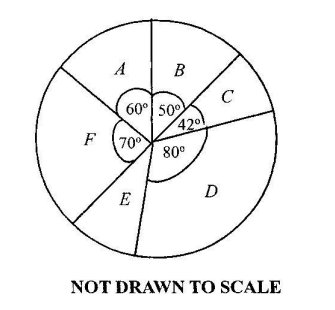 A B
60° 50° C
42°
F 70° 80°
E D
NOT DRAWN TO SCALE